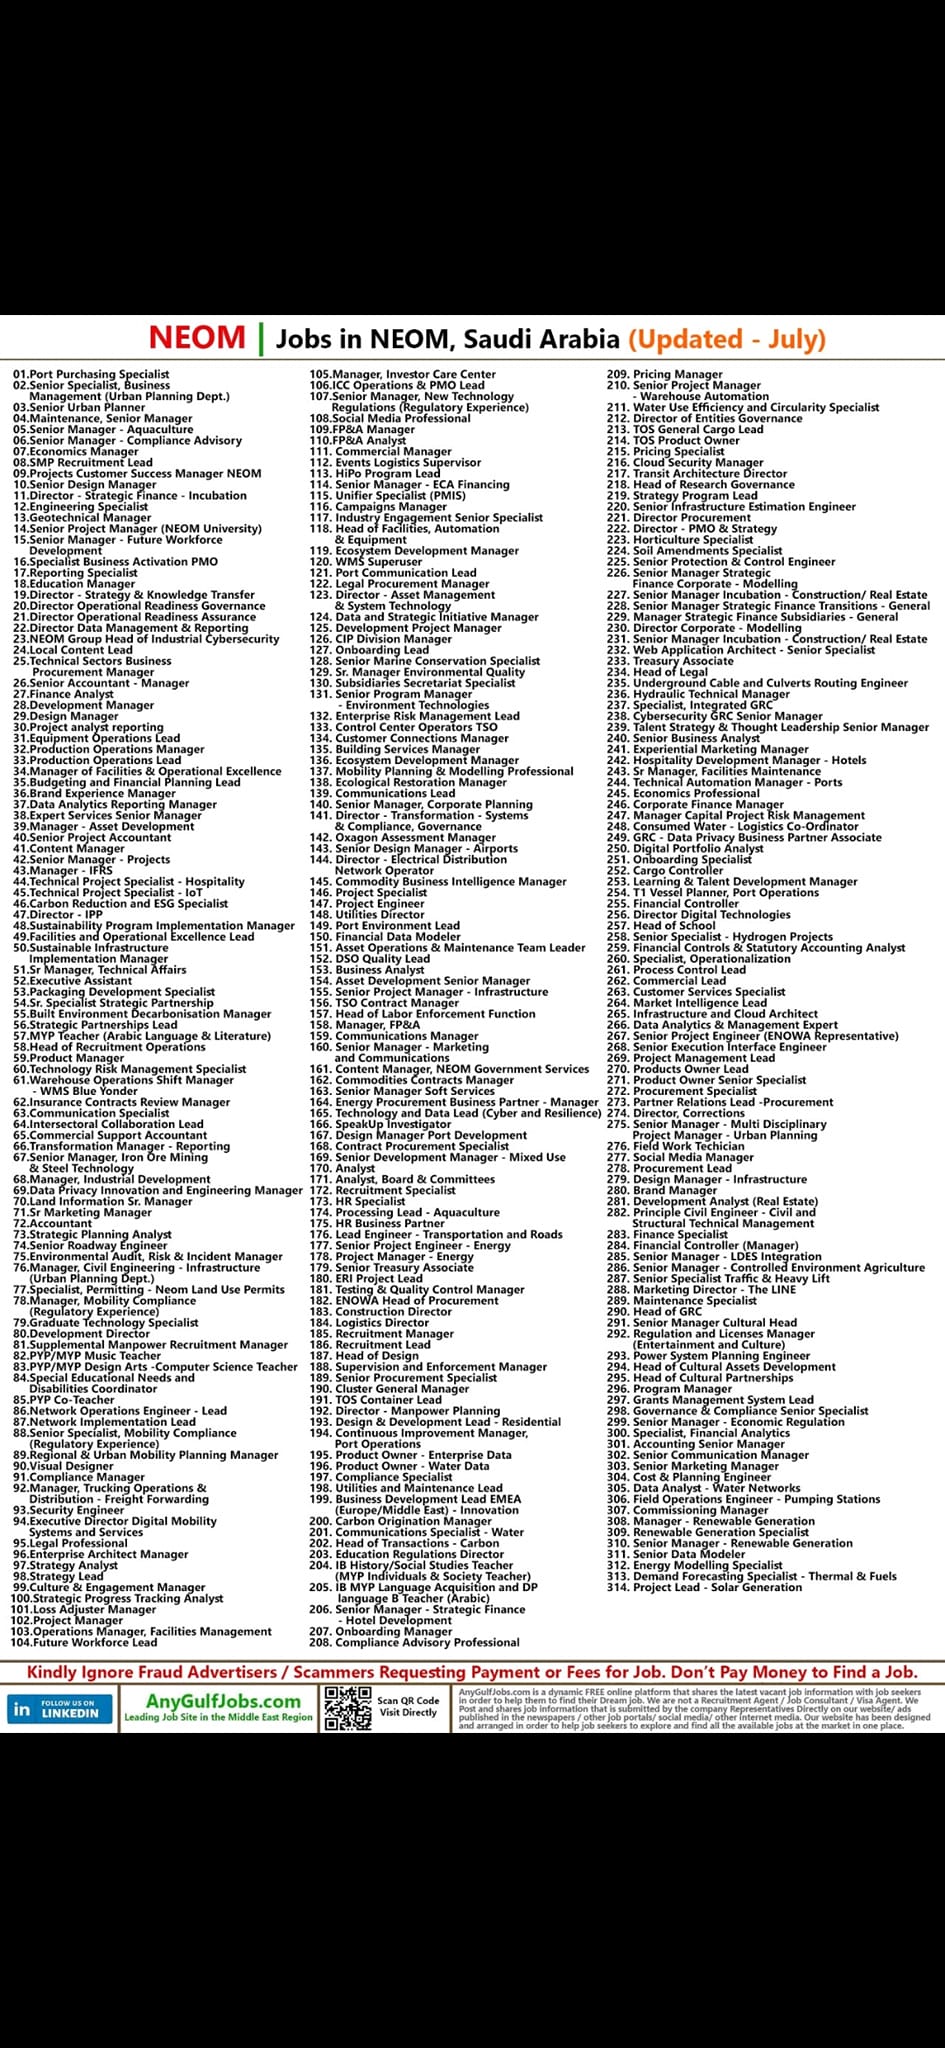 NEOM | Jobs in NEOM, Saudi Arabia (Updated - July)
01.Port Purchasing Specialist
02.Senior Specialist, Business
Management (Urban Planning Dept.)
03.Senior Urban Planner
04.Maintenance, Senior Manager
05.Senior Manager - Aquaculture
06.Senior Manager - Compliance Advisory
07.Economics Manager
08.SMP Recruitment Lead
09.Projects Customer Success Manager NEOM
10.Senior Design Manager
11.Director - Strategic Finance - Incubation
12.Engineering Specialist
13.Geotechnical Manager
14.Senior Project Manager (NEOM University)
15.Senior Manager - Future Workforce
Development
16.Specialist Business Activation PMO
17.Reporting Specialist
18.Education Manager
19.Director - Strategy & Knowledge Transfer
20.Director Operational Readiness Governance
21.Director Operational Readiness Assurance
22.Director Data Management & Reporting
23.NEOM Group Head of Industrial Cybersecurity
24.Local Content Lead
25.Technical Sectors Business
Procurement Manager
26.Senior Accountant - Manager
27.Finance Analyst
28.Development Manager
29.Design Manager
30.Project analyst reporting
31.Equipment Operations Lead
32.Production Operations Manager
33.Production Operations Lead
34.Manager of Facilities & Operational Excellence
35.Budgeting and Financial Planning Lead
36.Brand Experience Manager
37.Data Analytics Reporting Manager
38.Expert Services Senior Manager
39.Manager - Asset Development
40.Senior Project Accountant
41.Content Manager
42.Senior Manager - Projects
43.Manager - IFRS
44.Technical Project Specialist - Hospitality
45.Technical Project Specialist - IoT
46.Carbon Reduction and ESG Specialist
47.Director - IPP
48.Sustainability Program Implementation Manager
49.Facilities and Operational Excellence Lead
50.Sustainable Infrastructure
Implementation Manager
51.Sr Manager, Technical Affairs
52.Executive Assistant
53.Packaging Development Specialist
54.Sr. Specialist Strategic Partnership
55.Built Environment Decarbonisation Manager
56.Strategic Partnerships Lead
57.MYP Teacher (Arabic Language & Literature)
58.Head of Recruitment Operations
59.Product Manager
60.Technology Risk Management Specialist
61.Warehouse Operations Shift Manager
- WMS Blue Yonder
62.Insurance Contracts Review Manager
63.Communication Specialist
64.Intersectoral Collaboration Lead
65.Commercial Support Accountant
66.Transformation Manager - Reporting
67.Senior Manager, Iron Ore Mining
& Steel Technology
68.Manager, Industrial Development
69.Data Privacy Innovation and Engineering Manager
70.Land Information Sr. Manager
71.Sr Marketing Manager
72.Accountant
73.Strategic Planning Analyst
74.Senior Roadway Engineer
75.Environmental Audit, Risk & Incident Manager
76.Manager, Civil Engineering - Infrastructure
(Urban Planning Dept.)
77.Specialist, Permitting - Neom Land Use Permits
78.Manager, Mobility Compliance
(Regulatory Experience)
79.Graduate Technology Specialist
80.Development Director
81.Supplemental Manpower Recruitment Manager
82.PYP/MYP Music Teacher
83.PYP/MYP Design Arts -Computer Science Teacher
84.Special Educational Needs and
Disabilities Coordinator
85.PYP Co-Teacher
86.Network Operations Engineer - Lead
87.Network Implementation Lead
88.Senior Specialist, Mobility Compliance
(Regulatory Experience)
89.Regional & Urban Mobility Planning Manager
90.Visual Designer
91.Compliance Manager
92.Manager, Trucking Operations &
Distribution - Freight Forwarding
93.Security Engineer
94.Executive Director Digital Mobility
Systems and Services
95.Legal Professional
96.Enterprise Architect Manager
97.Strategy Analyst
98.Strategy Lead
99.Culture & Engagement Manager
100.Strategic Progress Tracking Analyst
101.Loss Adjuster Manager
102.Project Manager
103.Operations Manager, Facilities Management
104.Future Workforce Lead
105.Manager, Investor Care Center
106.ICC Operations & PMO Lead
107.Senior Manager, New Technology
Regulations (Regulatory Experience)
108.Social Media Professional
109.FP&A Manager
110.FP&A Analyst
111. Commercial Manager
112. Events Logistics Supervisor
113. HiPo Program Lead
114. Senior Manager - ECA Financing
115. Unifier Specialist (PMIS)
116. Campaigns Manager
117. Industry Engagement Senior Specialist
118. Head of Facilities, Automation
& Equipment
119. Ecosystem Development Manager
120. WMS Superuser
121. Port Communication Lead
122. Legal Procurement Manager
123. Director - Asset Management
& System Technology
124. Data and Strategic Initiative Manager
125. Development Project Manager
126. CIP Division Manager
127. Onboarding Lead
128. Senior Marine Conservation Specialist
129. Sr. Manager Environmental Quality
130. Subsidiaries Secretariat Specialist
131. Senior Program Manager
- Environment Technologies
132. Enterprise Risk Management Lead
133. Control Center Operators TSO
134. Customer Connections Manager
135. Building Services Manager
136. Ecosystem Development Manager
137. Mobility Planning & Modelling Professional
138. Ecological Restoration Manager
139. Communications Lead
140. Senior Manager, Corporate Planning
141. Director - Transformation - Systems
& Compliance, Governance
142. Oxagon Assessment Manager
143. Senior Design Manager - Airports
144. Director - Electrical Distribution
Network Operator
145. Commodity Business Intelligence Manager
146. Project Specialist
147. Project Engineer
148. Utilities Director
149. Port Environment Lead
150. Financial Data Modeler
151. Asset Operations & Maintenance Team Leader
152. DSO Quality Lead
153. Business Analyst
154. Asset Development Senior Manager
155. Senior Project Manager - Infrastructure
156. TSO Contract Manager
157. Head of Labor Enforcement Function
158. Manager, FP&A
159. Communications Manager
160. Senior Manager - Marketing
and Communications
161. Content Manager, NEOM Government Services
162. Commodities Contracts Manager
163. Senior Manager Soft Services
164. Energy Procurement Business Partner - Manager
165. Technology and Data Lead (Cyber and Resilience)
166. SpeakUp Investigator
167. Design Manager Port Development
168. Contract Procurement Specialist
169. Senior Development Manager - Mixed Use
170. Analyst
171. Analyst, Board & Committees
172. Recruitment Specialist
173. HR Specialist
174. Processing Lead - Aquaculture
175. HR Business Partner
176. Lead Engineer - Transportation and Roads
177. Senior Project Engineer - Energy
178. Project Manager - Energy
179. Senior Treasury Associate
180. ERI Project Lead
181. Testing & Quality Control Manager
182. ENOWA Head of Procurement
183. Construction Director
184. Logistics Director
185. Recruitment Manager
186. Recruitment Lead
187. Head of Design
188. Supervision and Enforcement Manager
189. Senior Procurement Specialist
190. Cluster General Manager
191. TOS Container Lead
192. Director - Manpower Planning
193. Design & Development Lead - Residential
194. Continuous Improvement Manager,
Port Operations
195. Product Owner - Enterprise Data
196. Product Owner - Water Data
197. Compliance Specialist
198. Utilities and Maintenance Lead
199. Business Development Lead EMEA
(Europe/Middle East) - Innovation
200. Carbon Origination Manager
201. Communications Specialist - Water
202. Head of Transactions - Carbon
203. Education Regulations Director
204. IB History/Social Studies Teacher
(MYP Individuals & Society Teacher)
205. IB MYP Language Acquisition and DP
language B Teacher (Arabic)
206. Senior Manager - Strategic Finance
- Hotel Development
207. Onboarding Manager
208. Compliance Advisory Professional
209. Pricing Manager
210. Senior Project Manager
- Warehouse Automation
211. Water Use Efficiency and Circularity Specialist
212. Director of Entities Governance
213. TOS General Cargo Lead
214. TOS Product Owner
215. Pricing Specialist
216. Cloud Security Manager
217. Transit Architecture Director
218. Head of Research Governance
219. Strategy Program Lead
220. Senior Infrastructure Estimation Engineer
221. Director Procurement
222. Director - PMO & Strategy
223. Horticulture Specialist
224. Soil Amendments Specialist
225. Senior Protection & Control Engineer
226. Senior Manager Strategic
Finance Corporate - Modelling
227. Senior Manager Incubation - Construction/ Real Estate
228. Senior Manager Strategic Finance Transitions - General
229. Manager Strategic Finance Subsidiaries - General
230. Director Corporate - Modelling
231. Senior Manager Incubation - Construction/ Real Estate
232. Web Application Architect - Senior Specialist
233. Treasury Associate
234. Head of Legal
235. Underground Cable and Culverts Routing Engineer
236. Hydraulic Technical Manager
237. Specialist, Integrated GRC
238. Cybersecurity GRC Senior Manager
239. Talent Strategy & Thought Leadership Senior Manager
240. Senior Business Analyst
241. Experiential Marketing Manager
242. Hospitality Development Manager - Hotels
243. Sr Manager, Facilities Maintenance
244. Technical Automation Manager - Ports
245. Economics Professional
246. Corporate Finance Manager
247. Manager Capital Project Risk Management
248. Consumed Water - Logistics Co-Ordinator
249. GRC - Data Privacy Business Partner Associate
250. Digital Portfolio Analyst
251. Onboarding Specialist
252. Cargo Controller
253. Learning & Talent Development Manager
254. T1 Vessel Planner, Port Operations
255. Financial Controller
256. Director Digital Technologies
257. Head of School
258. Senior Specialist - Hydrogen Projects
259. Financial Controls & Statutory Accounting Analyst
260. Specialist, Operationalization
261. Process Control Lead
262. Commercial Lead
263. Customer Services Specialist
264. Market Intelligence Lead
265. Infrastructure and Cloud Architect
266. Data Analytics & Management Expert
267. Senior Project Engineer (ENOWA Representative)
268. Senior Execution Interface Engineer
269. Project Management Lead
270. Products Owner Lead
271. Product Owner Senior Specialist
272. Procurement Specialist
273. Partner Relations Lead -Procurement
274. Director, Corrections
275. Senior Manager - Multi Disciplinary
Project Manager - Urban Planning
276. Field Work Technician
277. Social Media Manager
278. Procurement Lead
279. Design Manager - Infrastructure
280. Brand Manager
281. Development Analyst (Real Estate)
282. Principle Civil Engineer - Civil and
Structural Technical Management
283. Finance Specialist
284. Financial Controller (Manager)
285. Senior Manager - LDES Integration
286. Senior Manager - Controlled Environment Agriculture
287. Senior Specialist Traffic & Heavy Lift
288. Marketing Director - The LINE
289. Maintenance Specialist
290. Head of GRC
291. Senior Manager Cultural Head
292. Regulation and Licenses Manager
(Entertainment and Culture)
293. Power System Planning Engineer
294. Head of Cultural Assets Development
295. Head of Cultural Partnerships
296. Program Manager
297. Grants Management System Lead
298. Governance & Compliance Senior Specialist
299. Senior Manager - Economic Regulation
300. Specialist, Financial Analytics
301. Accounting Senior Manager
302. Senior Communication Manager
303. Senior Marketing Manager
304. Cost & Planning Engineer
305. Data Analyst - Water Networks
306. Field Operations Engineer - Pumping Stations
307. Commissioning Manager
308. Manager - Renewable Generation
309. Renewable Generation Specialist
310. Senior Manager - Renewable Generation
311. Senior Data Modeler
312. Energy Modelling Specialist
313. Demand Forecasting Specialist - Thermal & Fuels
314. Project Lead - Solar Generation
Kindly Ignore Fraud Advertisers / Scammers Requesting Payment or Fees for Job. Don't Pay Money to Find a Job.
in FOLLOW US ON
LINKEDIN
AnyGulfJobs.com
Leading Job Site in the Middle East Region
Scan QR Code
Visit Directly
AnyGulfJobs.com is a dynamic FREE online platform that shares the latest vacant job information with job seekers
in order to help them to find their Dream job. We are not a Recruitment Agent / Job Consultant / Visa Agent. We
Post and shares job information that is submitted by the company Representatives Directly on our website/ ads
published in the newspapers / other job portals/ social media/ other internet media. Our website has been designed
and arranged in order to help job seekers to explore and find all the available jobs at the market in one place.